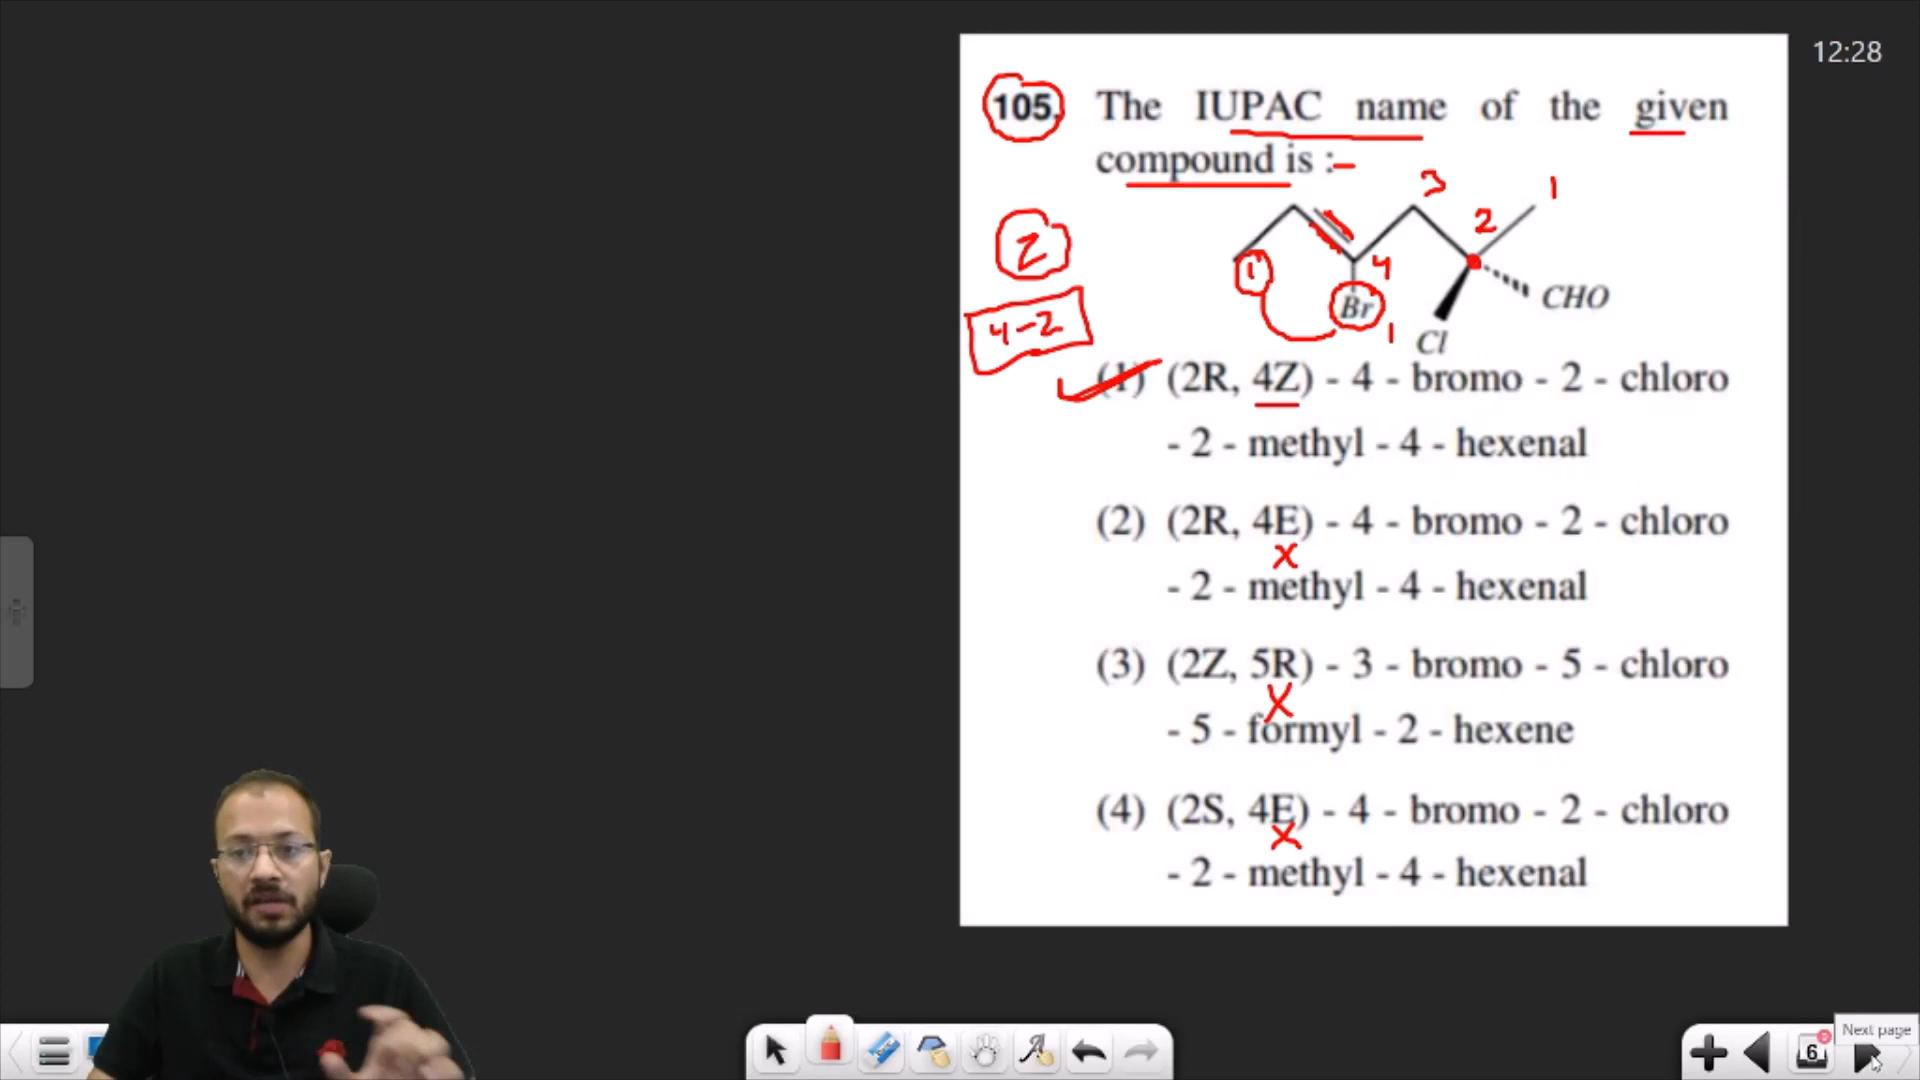 12:28
105. The IUPAC name of the given
compound is :-
3
1
2
Z
1
4
Br
1
CHO
4-2
Cl
(1) (2R, 4Z) - 4 - bromo - 2 - chloro
- 2 - methyl - 4 - hexenal
(2) (2R, 4E) - 4 - bromo - 2 - chloro
x
- 2 - methyl - 4 - hexenal
(3) (2Z, 5R) - 3 - bromo - 5 - chloro
x
- 5 - formyl - 2 - hexene
(4) (2S, 4E) - 4 - bromo - 2 - chloro
x
- 2 - methyl - 4 - hexenal
Next page
6